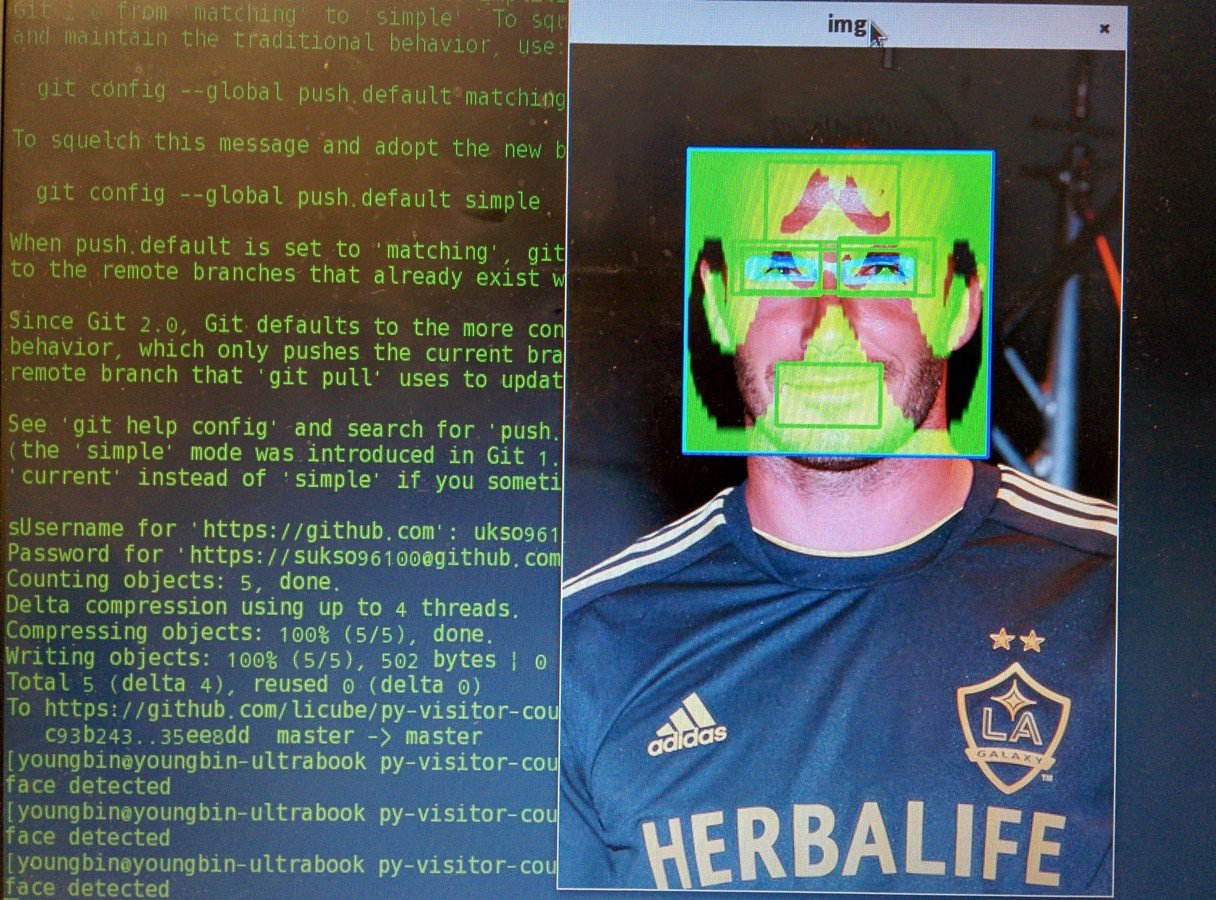 Git 2.0 from 'matching' to 'simple'. To squ
and maintain the traditional behavior, use:
git config --global push.default matching
To squelch this message and adopt the new b
git config --global push.default simple
When push.default is set to 'matching', git
to the remote branches that already exist w
Since Git 2.0, Git defaults to the more con
behavior, which only pushes the current bra
remote branch that 'git pull' uses to updat
See 'git help config' and search for 'push.
(the 'simple' mode was introduced in Git 1.
'current' instead of 'simple' if you someti
sUsername for 'https://github.com': ukso961
Password for 'https://sukso96100@github.com
Counting objects: 5, done.
Delta compression using up to 4 threads.
Compressing objects: 100% (5/5), done.
Writing objects: 100% (5/5), 502 bytes | 0
Total 5 (delta 4), reused 0 (delta 0)
To https://github.com/licube/py-visitor-cou
c93b243..35ee8dd master -> master
[youngbin@youngbin-ultrabook py-visitor-cou
face detected
[youngbin@youngbin-ultrabook py-visitor-cou
face detected
[youngbin@youngbin-ultrabook py-visitor-cou
face detected
img
adidas
LA
GALAXY
TM
HERBALIFE